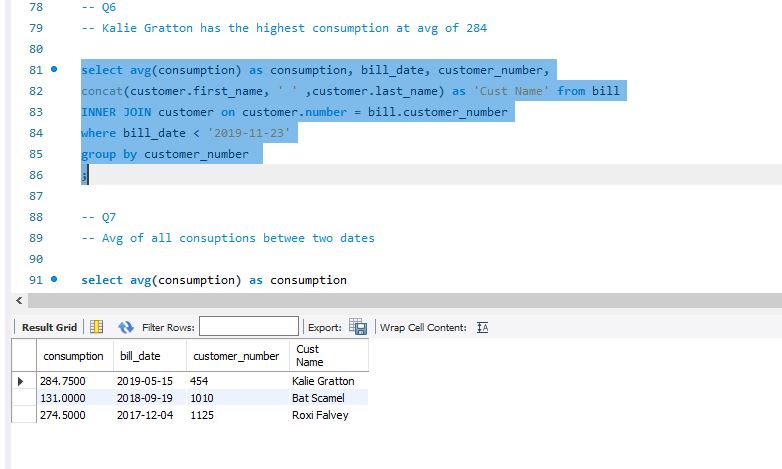 78 -- Q6
79 -- Kalie Gratton has the highest consumption at avg of 284
80
81 select avg(consumption) as consumption, bill_date, customer_number,
82 concat(customer.first_name, ' ' ,customer.last_name) as 'Cust Name' from bill
83 INNER JOIN customer on customer.number = bill.customer_number
84 where bill_date < '2019-11-23'
85 group by customer_number
86 ;
87
88 -- Q7
89 -- Avg of all consuptions betwee two dates
90
91 select avg(consumption) as consumption
Result Grid Filter Rows: Export: Wrap Cell Content:
consumption bill_date customer_number Cust
Name
284.7500 2019-05-15 454 Kalie Gratton
131.0000 2018-09-19 1010 Bat Scamel
274.5000 2017-12-04 1125 Roxi Falvey